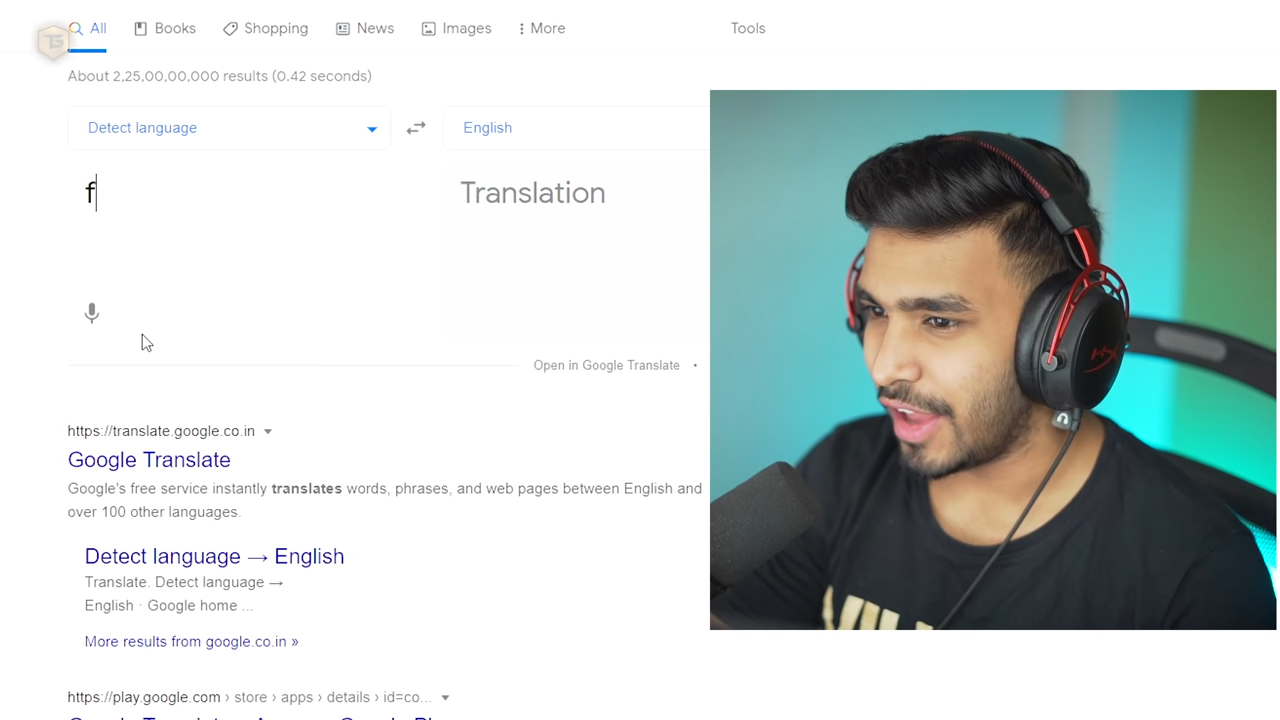 TG
All
Books
Shopping
News
Images
More
Tools
About 2,25,00,00,000 results (0.42 seconds)
Detect language
English
f
Translation
Open in Google Translate •
https://translate.google.co.in
Google Translate
Google's free service instantly translates words, phrases, and web pages between English and
over 100 other languages.
Detect language → English
Translate. Detect language →
English · Google home ...
More results from google.co.in »
https://play.google.com › store › apps › details › id=co...